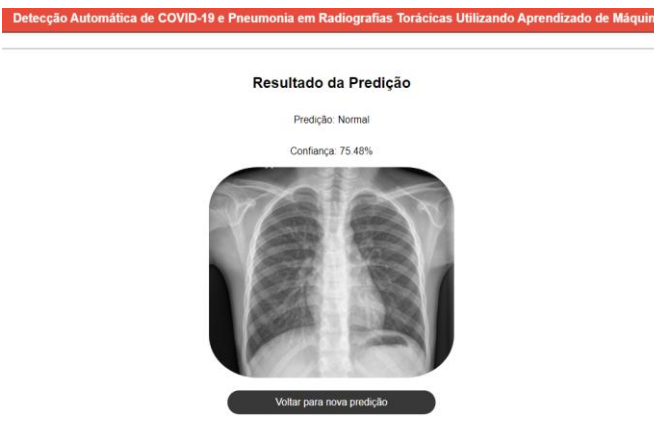 Detecção Automática de COVID-19 e Pneumonia em Radiografias Torácicas Utilizando Aprendizado de Máquin
Resultado da Predição
Predição: Normal
Confiança: 75.48%
Voltar para nova predição